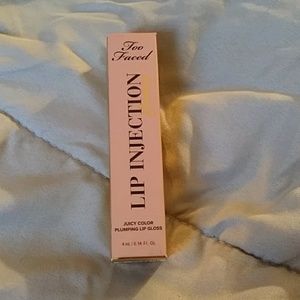 Too
Faced
LIP INJECTION
JUICY COLOR
PLUMPING LIP GLOSS
4 mL / 0.14 FL. OZ.